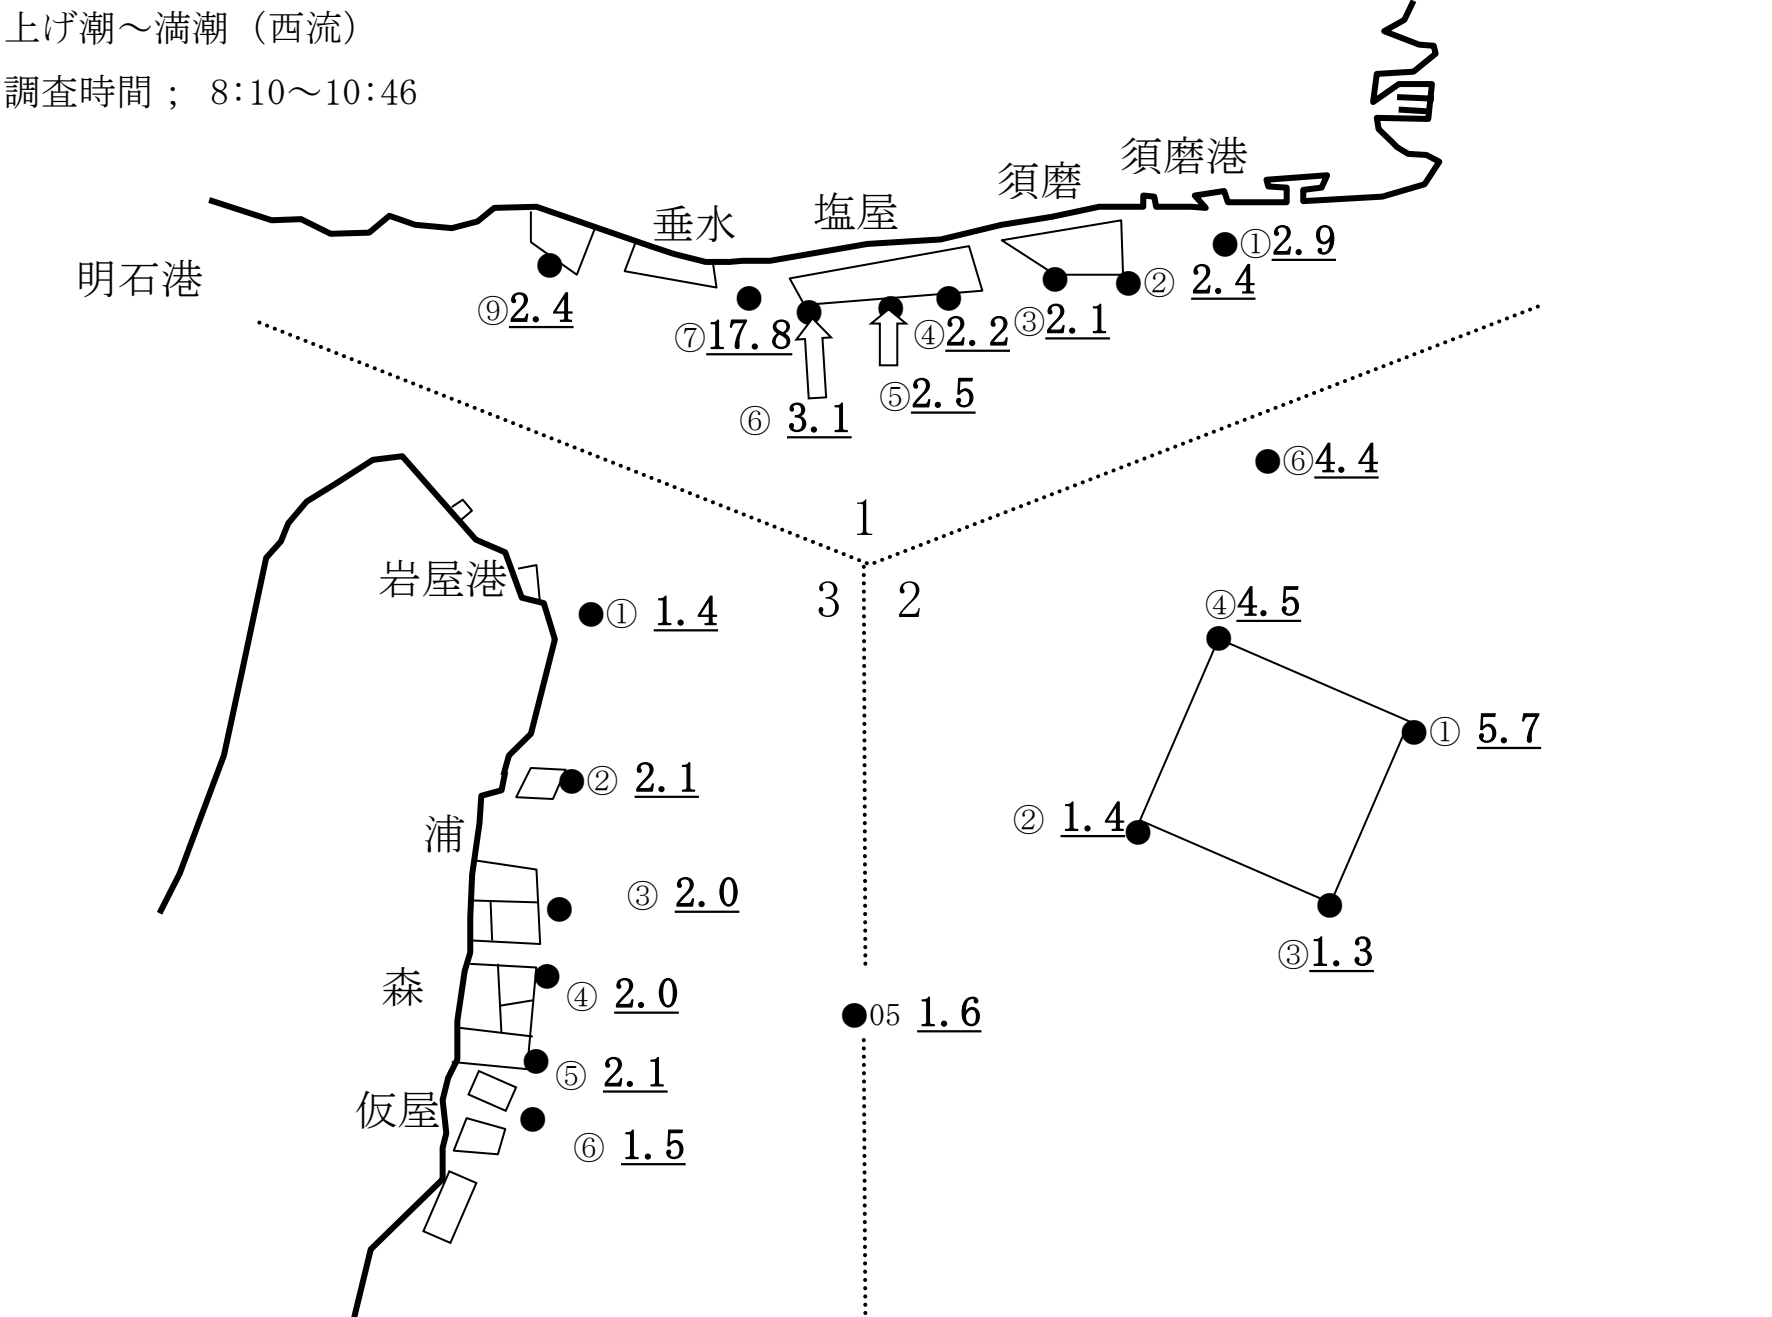 上げ潮～満潮（西流）
調査時間； 8:10～10:46
須磨港
須磨
塩屋
垂水
明石港
①2.9
② 2.4
③2.1
④2.2
⑤2.5
⑥ 3.1
⑦17.8
⑨2.4
⑥4.4
1
3
2
岩屋港
① 1.4
④4.5
① 5.7
② 2.1
② 1.4
浦
③ 2.0
③1.3
森
④ 2.0
05 1.6
⑤ 2.1
仮屋
⑥ 1.5